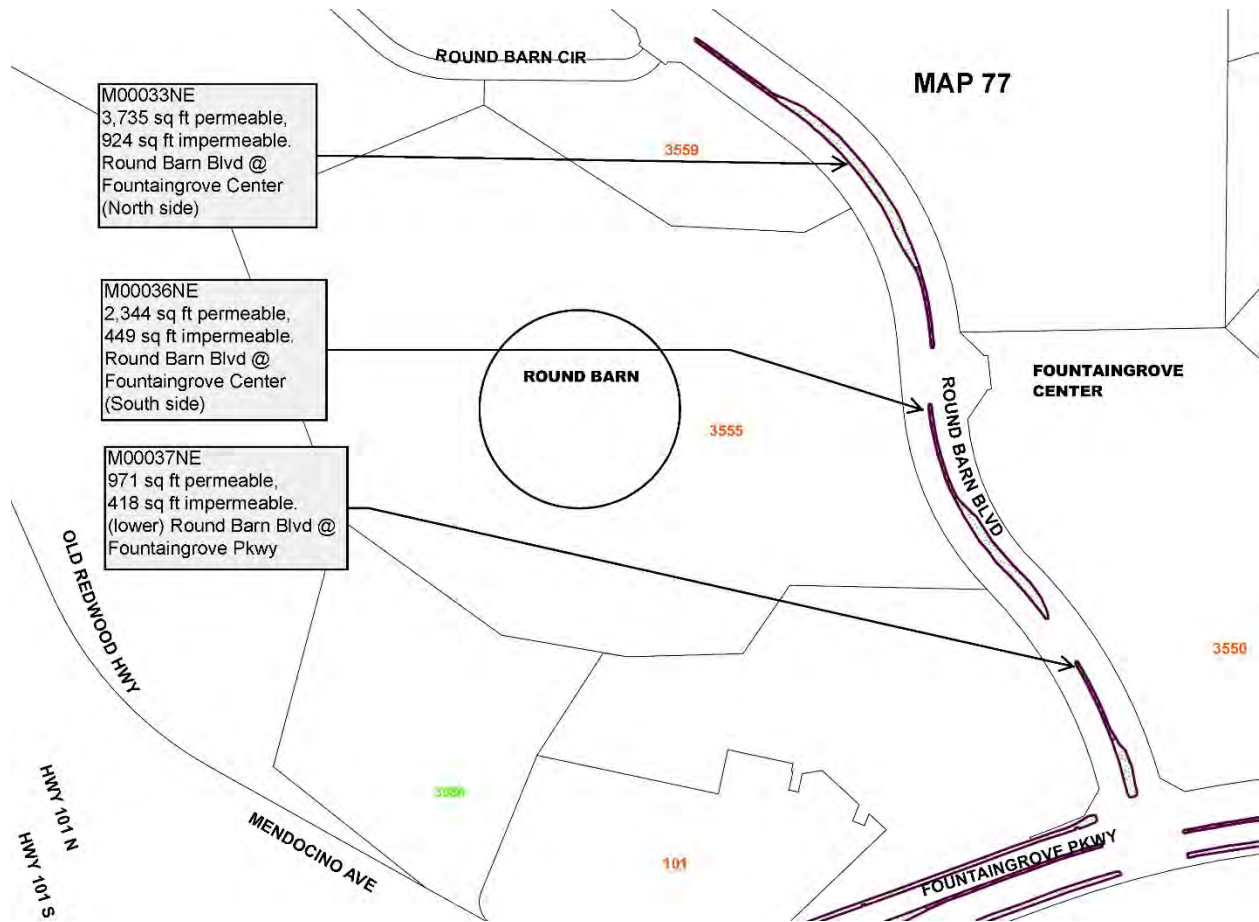 ROUND BARN CIR
MAP 77
M00033NE
3,735 sq ft permeable,
924 sq ft impermeable.
Round Barn Blvd @
Fountaingrove Center
(North side)
3559
M00036NE
2,344 sq ft permeable,
449 sq ft impermeable.
Round Barn Blvd @
Fountaingrove Center
(South side)
ROUND BARN
FOUNTAINGROVE
CENTER
ROUND BARN BLVD
3555
M00037NE
971 sq ft permeable,
418 sq ft impermeable.
(lower) Round Barn Blvd @
Fountaingrove Pkwy
OLD REDWOOD HWY
3550
HWY 101 N
HWY 101 S
MENDOCINO AVE
101
FOUNTAINGROVE PKWY